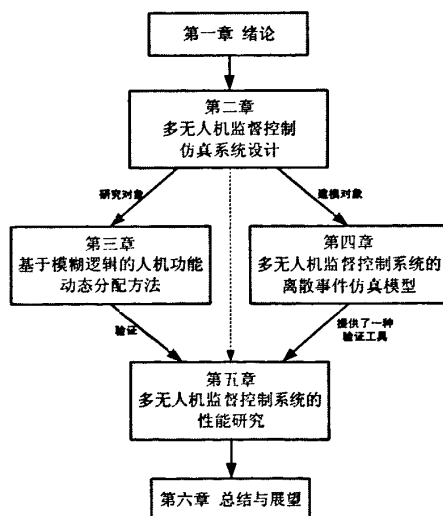 第一章 绪论
第二章
多无人机监督控制
仿真系统设计
研究对象
建模对象
第三章
基于模糊逻辑的人机功能
动态分配方法
第四章
多无人机监督控制系统的
离散事件仿真模型
验证
提供了一种
验证工具
第五章
多无人机监督控制系统的
性能研究
第六章 总结与展望